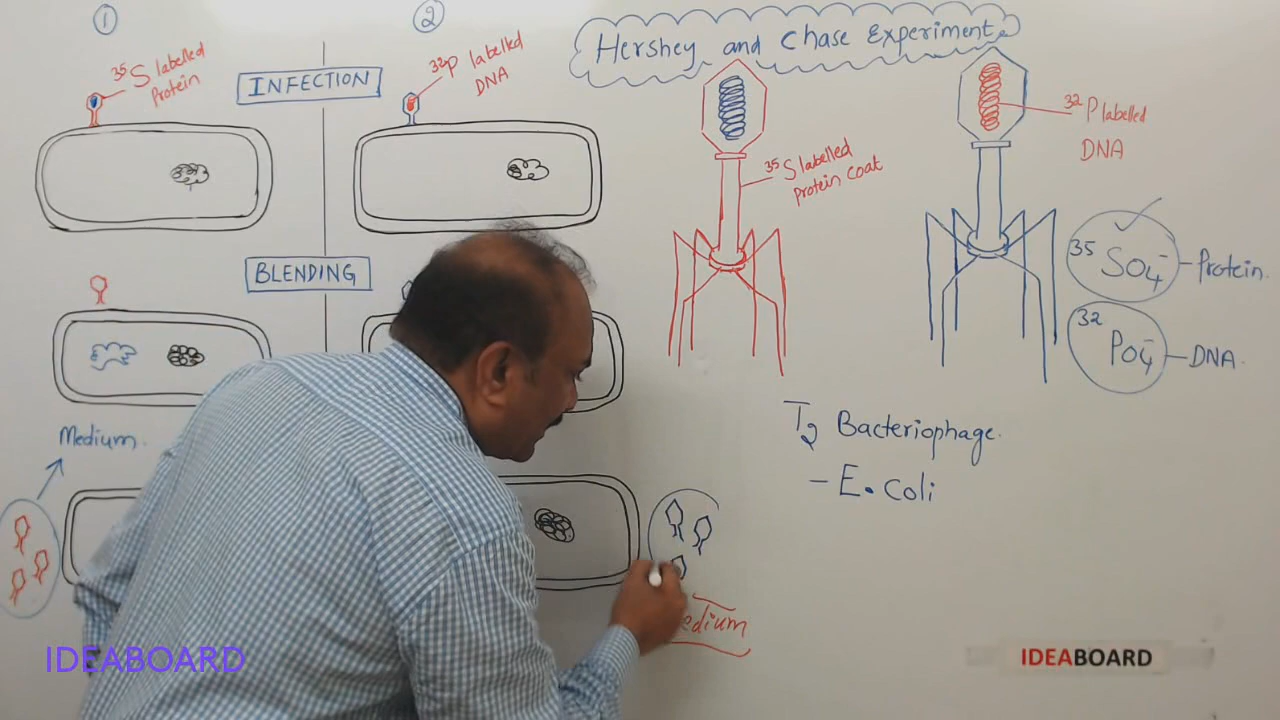 ①
②
Hershey and Chase Experiment
³⁵S labelled
Protein
INFECTION
³²P labelled
DNA
³²P labelled
DNA
³⁵S labelled
protein coat
³⁵SO₄⁻ - Protein.
BLENDING
³²PO₄⁻ - DNA.
Medium.
T₂ Bacteriophage.
- E. Coli
edium
IDEABOARD
IDEABOARD